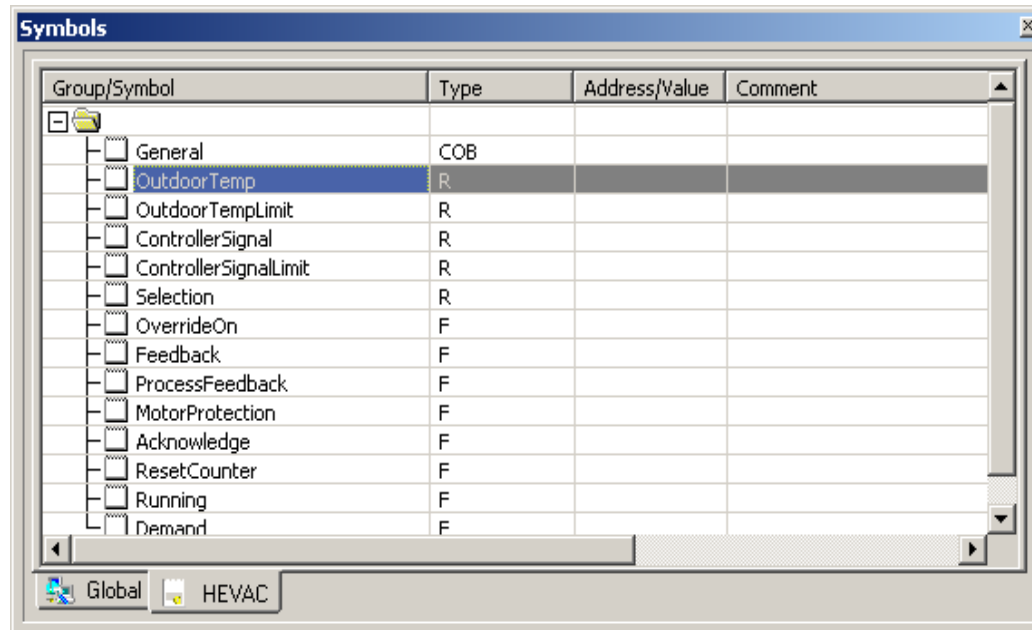 Symbols
Group/Symbol Type Address/Value Comment
General COB
OutdoorTemp R
OutdoorTempLimit R
ControllerSignal R
ControllerSignalLimit R
Selection R
OverrideOn F
Feedback F
ProcessFeedback F
MotorProtection F
Acknowledge F
ResetCounter F
Running F
Demand F
Global HEVAC